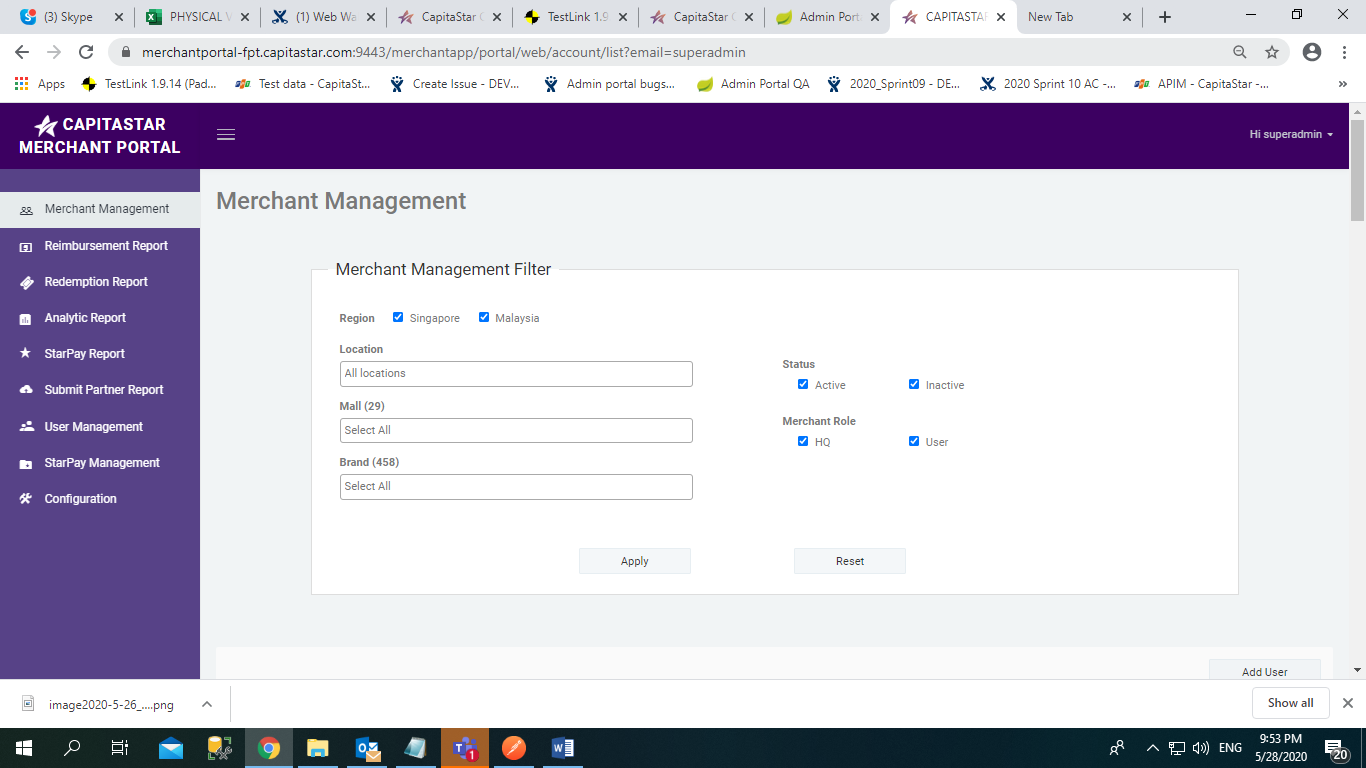 (3) Skype
PHYSICAL V
(1) Web Wa
CapitaStar C
TestLink 1.9
CapitaStar C
Admin Port
CAPITASTAR
New Tab
merchantportal-fpt.capitastar.com:9443/merchantapp/portal/web/account/list?email=superadmin
Apps
TestLink 1.9.14 (Pad...
Test data - CapitaSt...
Create Issue - DEV...
Admin portal bugs...
Admin Portal QA
2020_Sprint09 - DE...
2020 Sprint 10 AC -...
APIM - CapitaStar -...
CAPITASTAR
MERCHANT PORTAL
Hi superadmin
Merchant Management
Reimbursement Report
Redemption Report
Analytic Report
StarPay Report
Submit Partner Report
User Management
StarPay Management
Configuration
Merchant Management
Merchant Management Filter
Region
Singapore
Malaysia
Location
All locations
Mall (29)
Select All
Brand (458)
Select All
Status
Active
Inactive
Merchant Role
HQ
User
Apply
Reset
Add User
image2020-5-26_....png
Show all
1
ENG
9:53 PM
5/28/2020
20